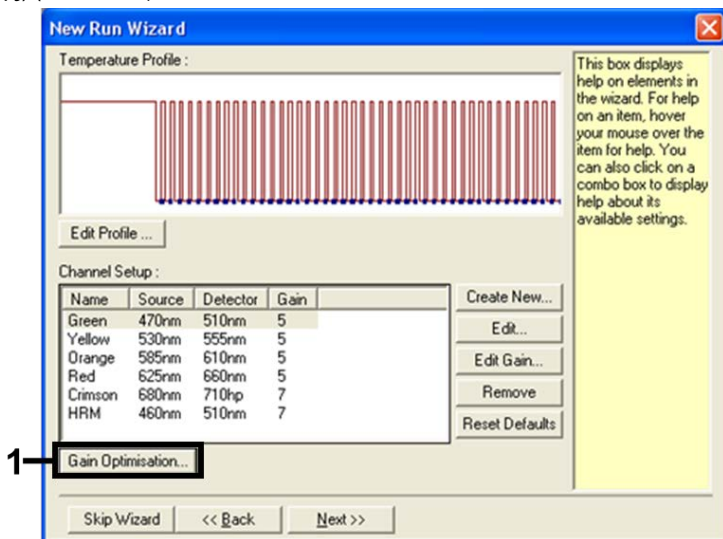 New Run Wizard
Temperature Profile :
Edit Profile ...
Channel Setup :
Name Source Detector Gain
Green 470nm 510nm 5
Yellow 530nm 555nm 5
Orange 585nm 610nm 5
Red 625nm 660nm 5
Crimson 680nm 710hp 7
HRM 460nm 510nm 7
Create New...
Edit...
Edit Gain...
Remove
Reset Defaults
1
Gain Optimisation...
Skip Wizard << Back Next >>
This box displays
help on elements in
the wizard. For help
on an item, hover
your mouse over the
item for help. You
can also click on a
combo box to display
help about its
available settings.